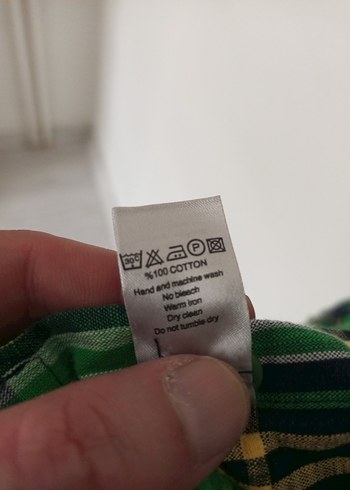 30°C P
%100 COTTON
Hand and machine wash
No bleach
Warm iron
Dry clean
Do not tumble dry